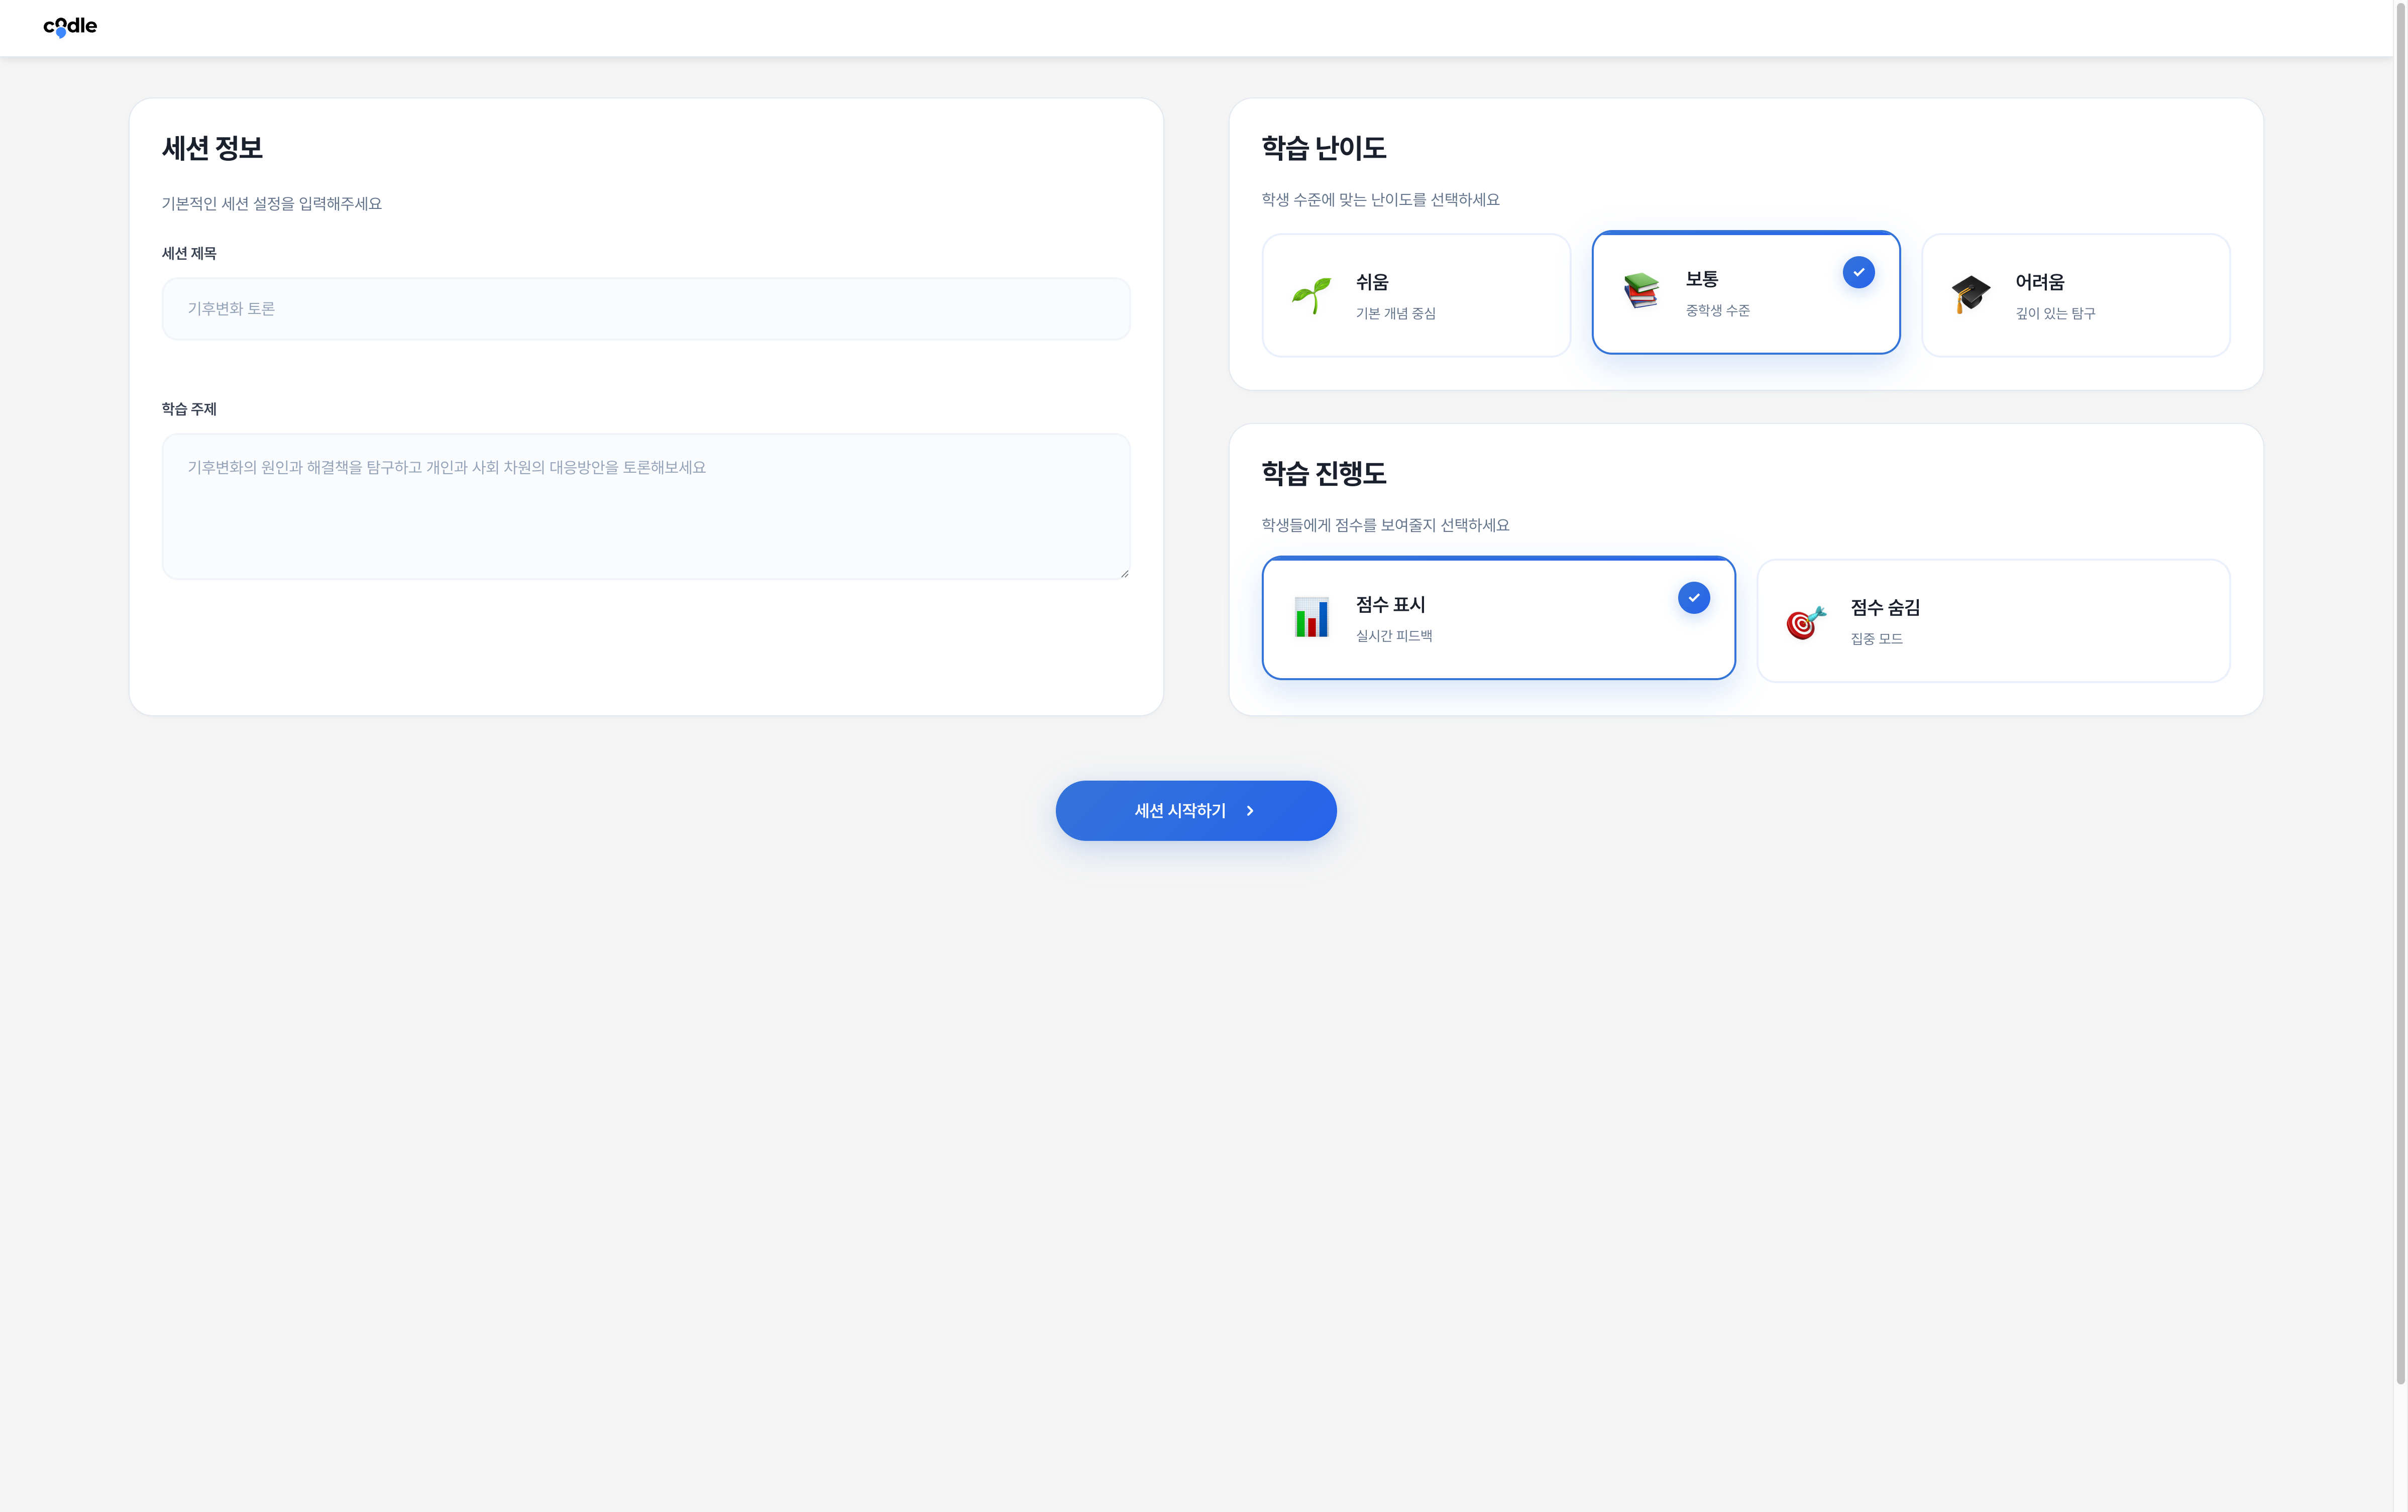 codle
세션 정보
기본적인 세션 설정을 입력해주세요
세션 제목
기후변화 토론
학습 주제
기후변화의 원인과 해결책을 탐구하고 개인과 사회 차원의 대응방안을 토론해보세요
학습 난이도
학생 수준에 맞는 난이도를 선택하세요
쉬움
기본 개념 중심
보통
중학생 수준
어려움
깊이 있는 탐구
학습 진행도
학생들에게 점수를 보여줄지 선택하세요
점수 표시
실시간 피드백
점수 숨김
집중 모드
세션 시작하기